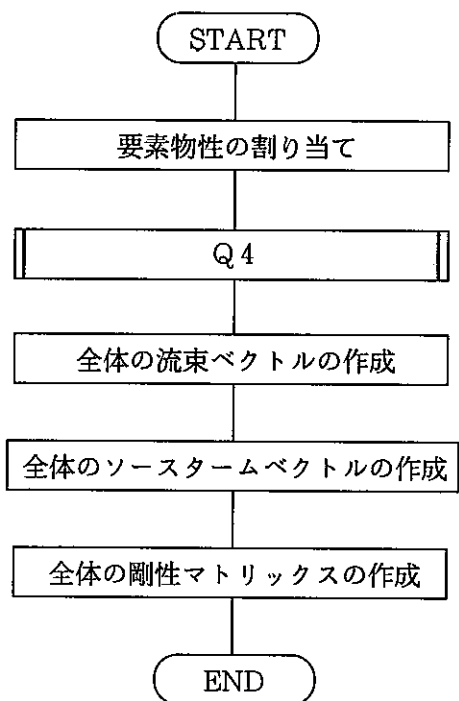 START
要素物性の割り当て
Q4
全体の流束ベクトルの作成
全体のソースタームベクトルの作成
全体の剛性マトリックスの作成
END